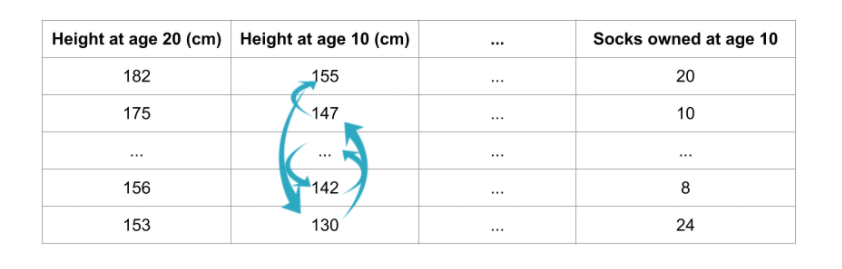 Height at age 20 (cm) Height at age 10 (cm) ... Socks owned at age 10
182 155 ... 20
175 147 ... 10
... ... ... ...
156 142 ... 8
153 130 ... 24